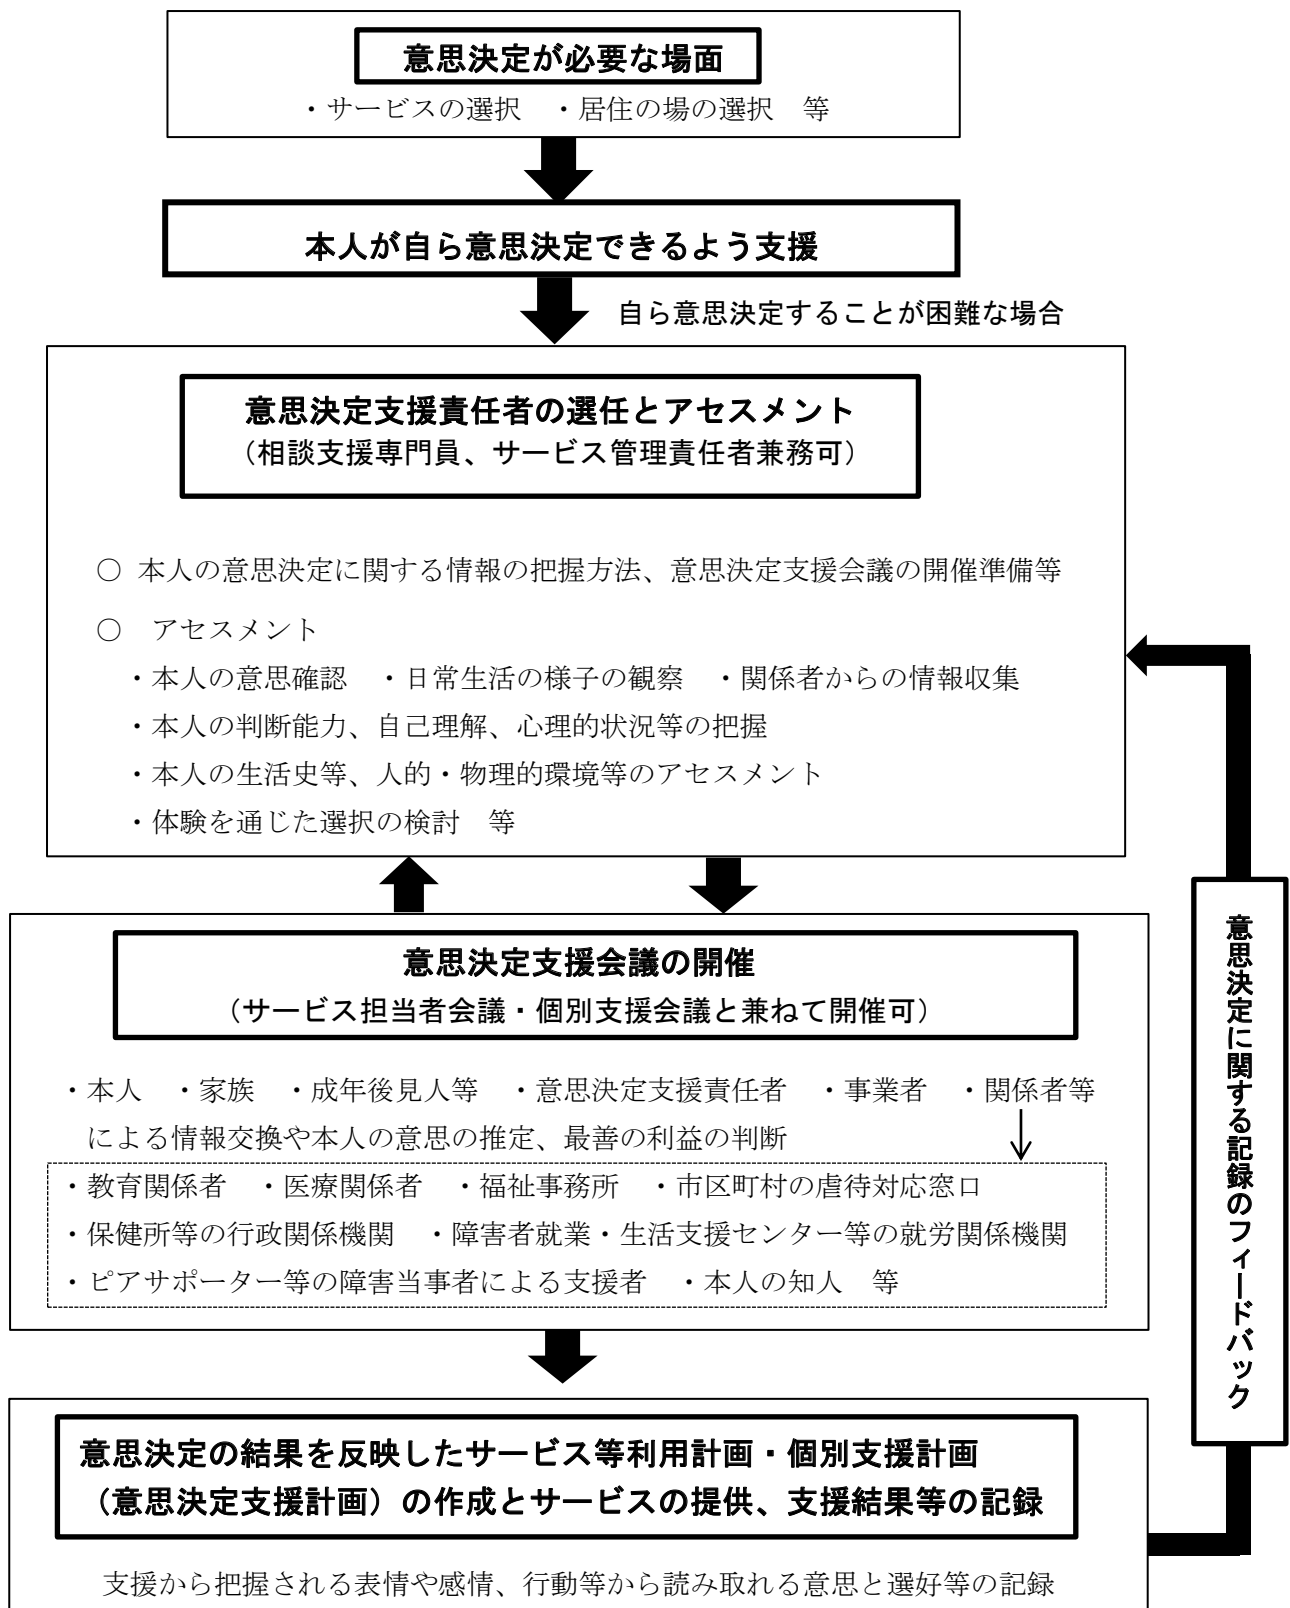 意思決定が必要な場面
・サービスの選択　・居住の場の選択　等
本人が自ら意思決定できるよう支援
自ら意思決定することが困難な場合
意思決定支援責任者の選任とアセスメント
（相談支援専門員、サービス管理責任者兼務可）
○ 本人の意思決定に関する情報の把握方法、意思決定支援会議の開催準備等
○　アセスメント
・本人の意思確認　・日常生活の様子の観察　・関係者からの情報収集
・本人の判断能力、自己理解、心理的状況等の把握
・本人の生活史等、人的・物理的環境等のアセスメント
・体験を通じた選択の検討　等
意思決定支援会議の開催
（サービス担当者会議・個別支援会議と兼ねて開催可）
・本人　・家族　・成年後見人等　・意思決定支援責任者　・事業者　・関係者等
による情報交換や本人の意思の推定、最善の利益の判断
・教育関係者　・医療関係者　・福祉事務所　・市区町村の虐待対応窓口
・保健所等の行政関係機関　・障害者就業・生活支援センター等の就労関係機関
・ピアサポーター等の障害当事者による支援者　・本人の知人　等
意思決定の結果を反映したサービス等利用計画・個別支援計画
（意思決定支援計画）の作成とサービスの提供、支援結果等の記録
支援から把握される表情や感情、行動等から読み取れる意思と選好等の記録
意思決定に関する記録のフィードバック